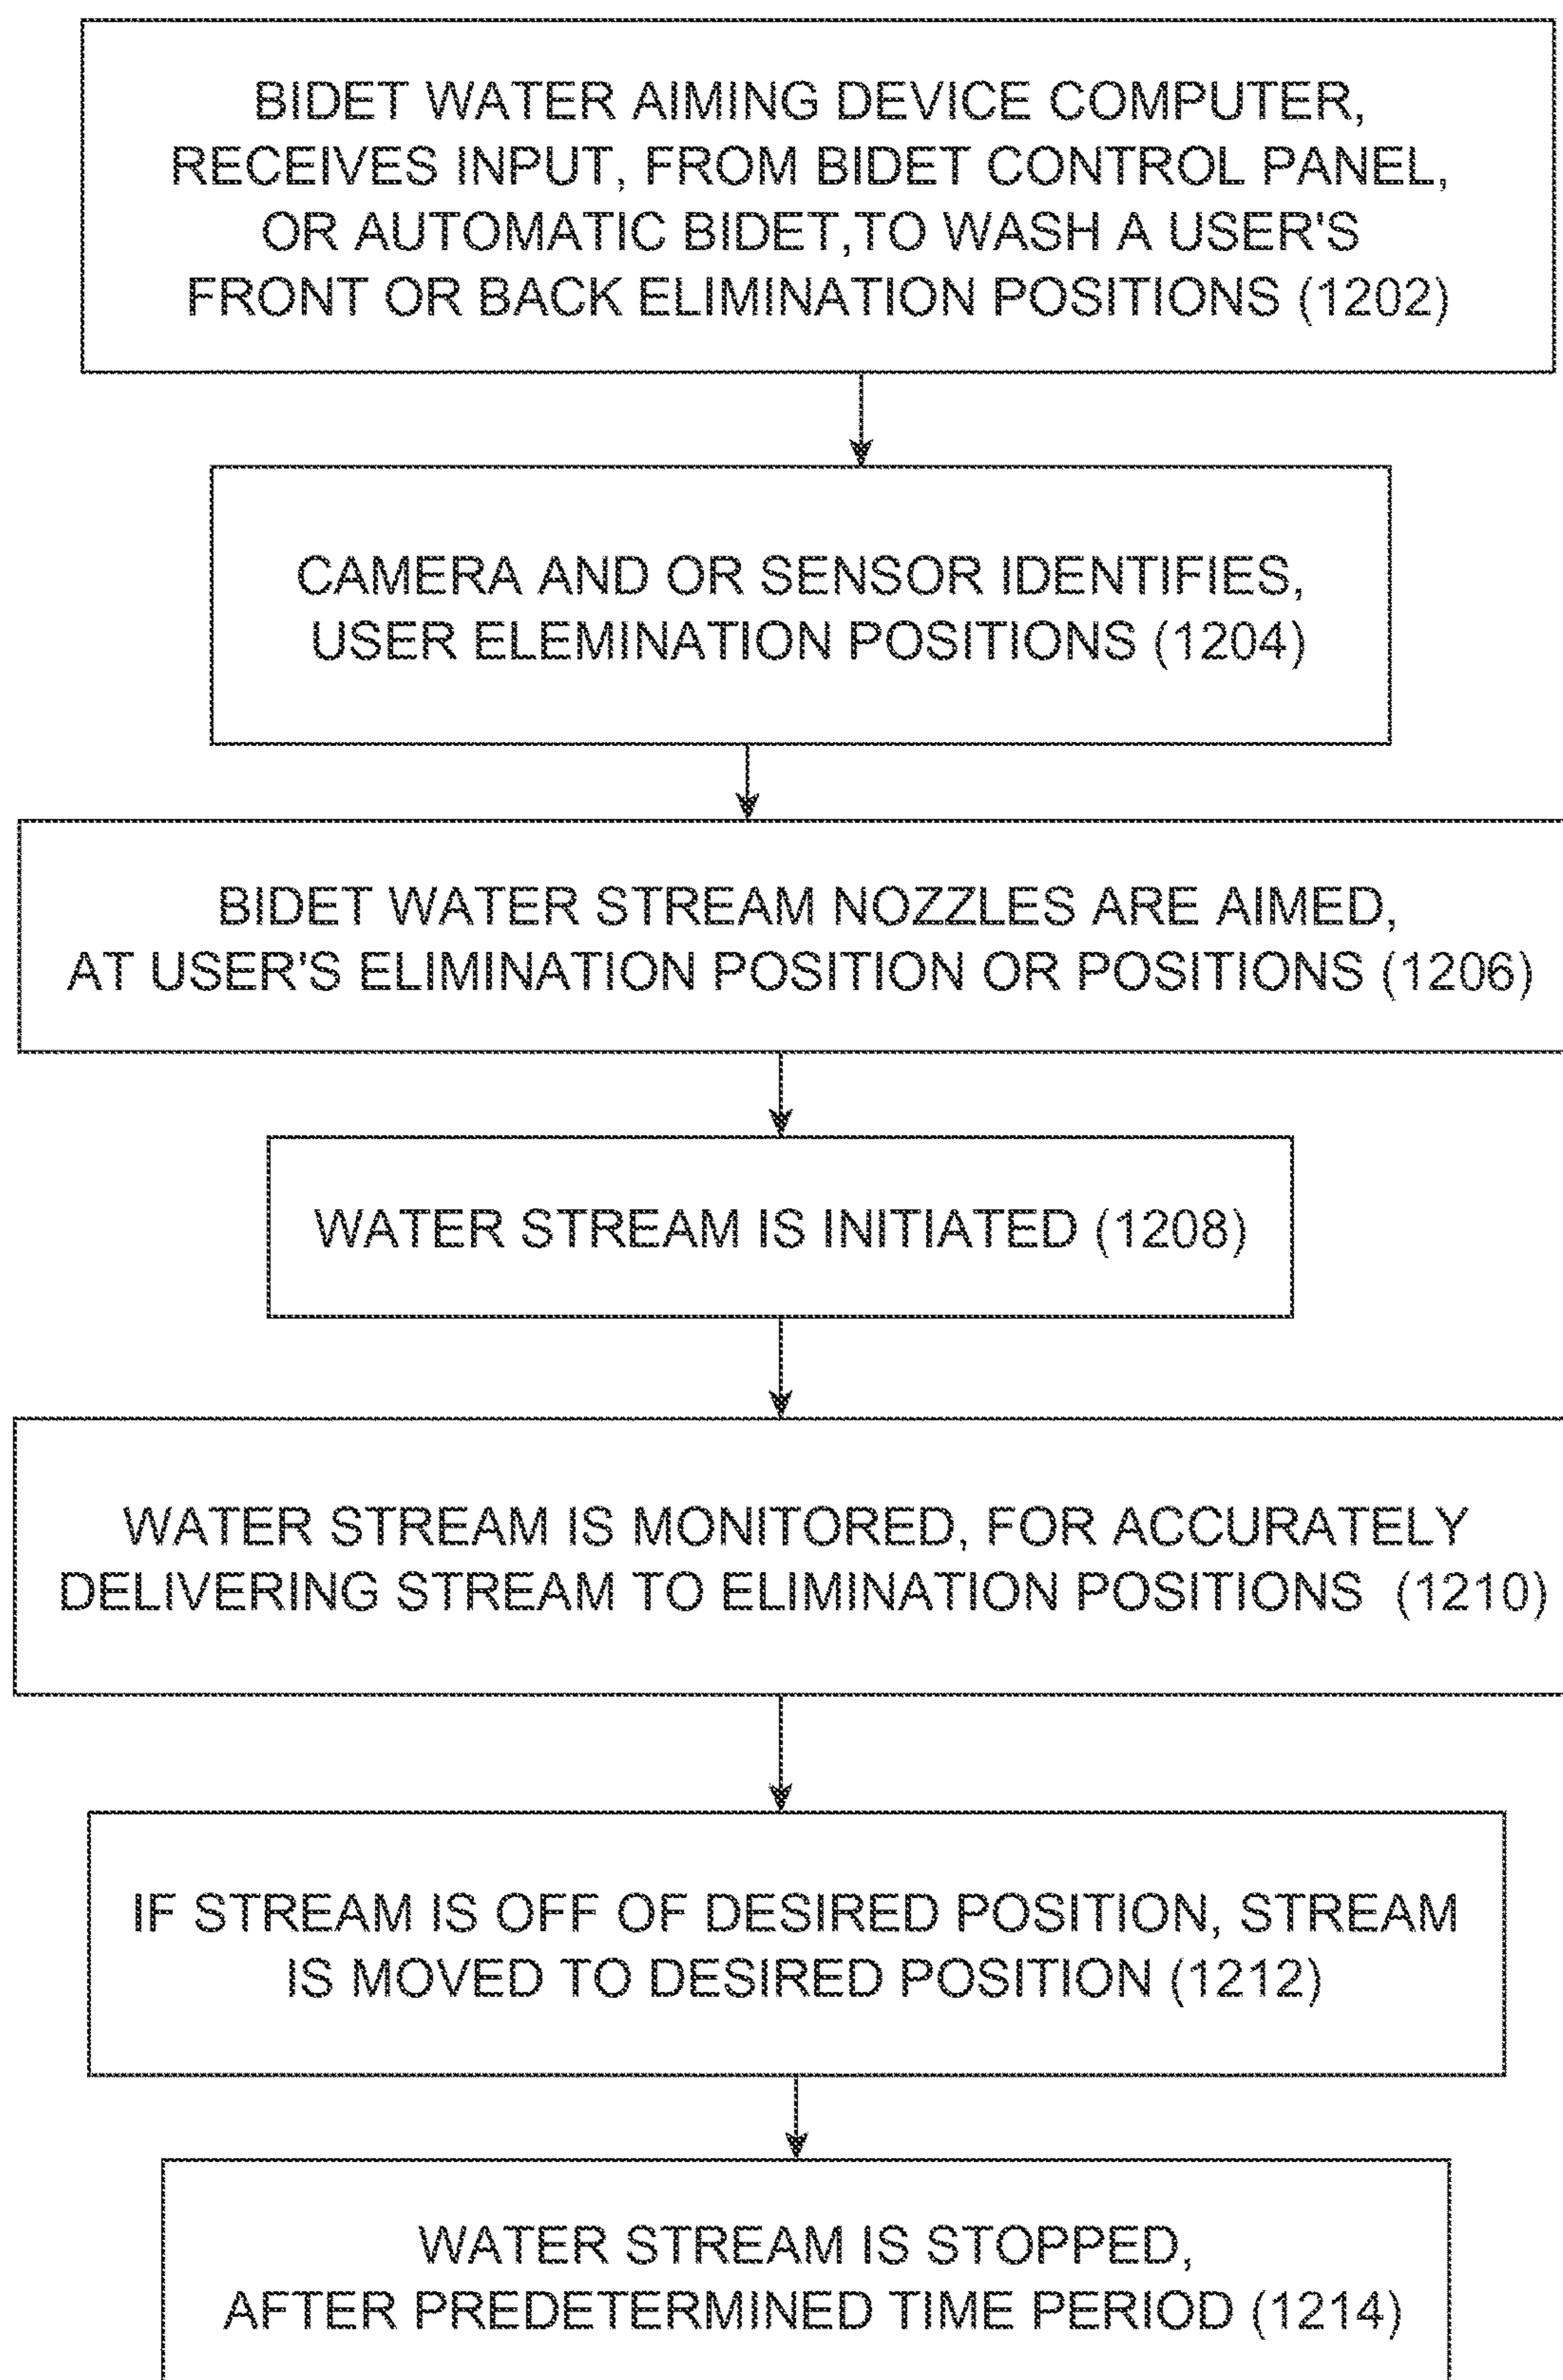 BIDET WATER AIMING DEVICE COMPUTER,
RECEIVES INPUT, FROM BIDET CONTROL PANEL,
OR AUTOMATIC BIDET,TO WASH A USER'S
FRONT OR BACK ELIMINATION POSITIONS (1202)
CAMERA AND OR SENSOR IDENTIFIES,
USER ELEMINATION POSITIONS (1204)
BIDET WATER STREAM NOZZLES ARE AIMED,
AT USER'S ELIMINATION POSITION OR POSITIONS (1206)
WATER STREAM IS INITIATED (1208)
WATER STREAM IS MONITORED, FOR ACCURATELY
DELIVERING STREAM TO ELIMINATION POSITIONS (1210)
IF STREAM IS OFF OF DESIRED POSITION, STREAM
IS MOVED TO DESIRED POSITION (1212)
WATER STREAM IS STOPPED,
AFTER PREDETERMINED TIME PERIOD (1214)